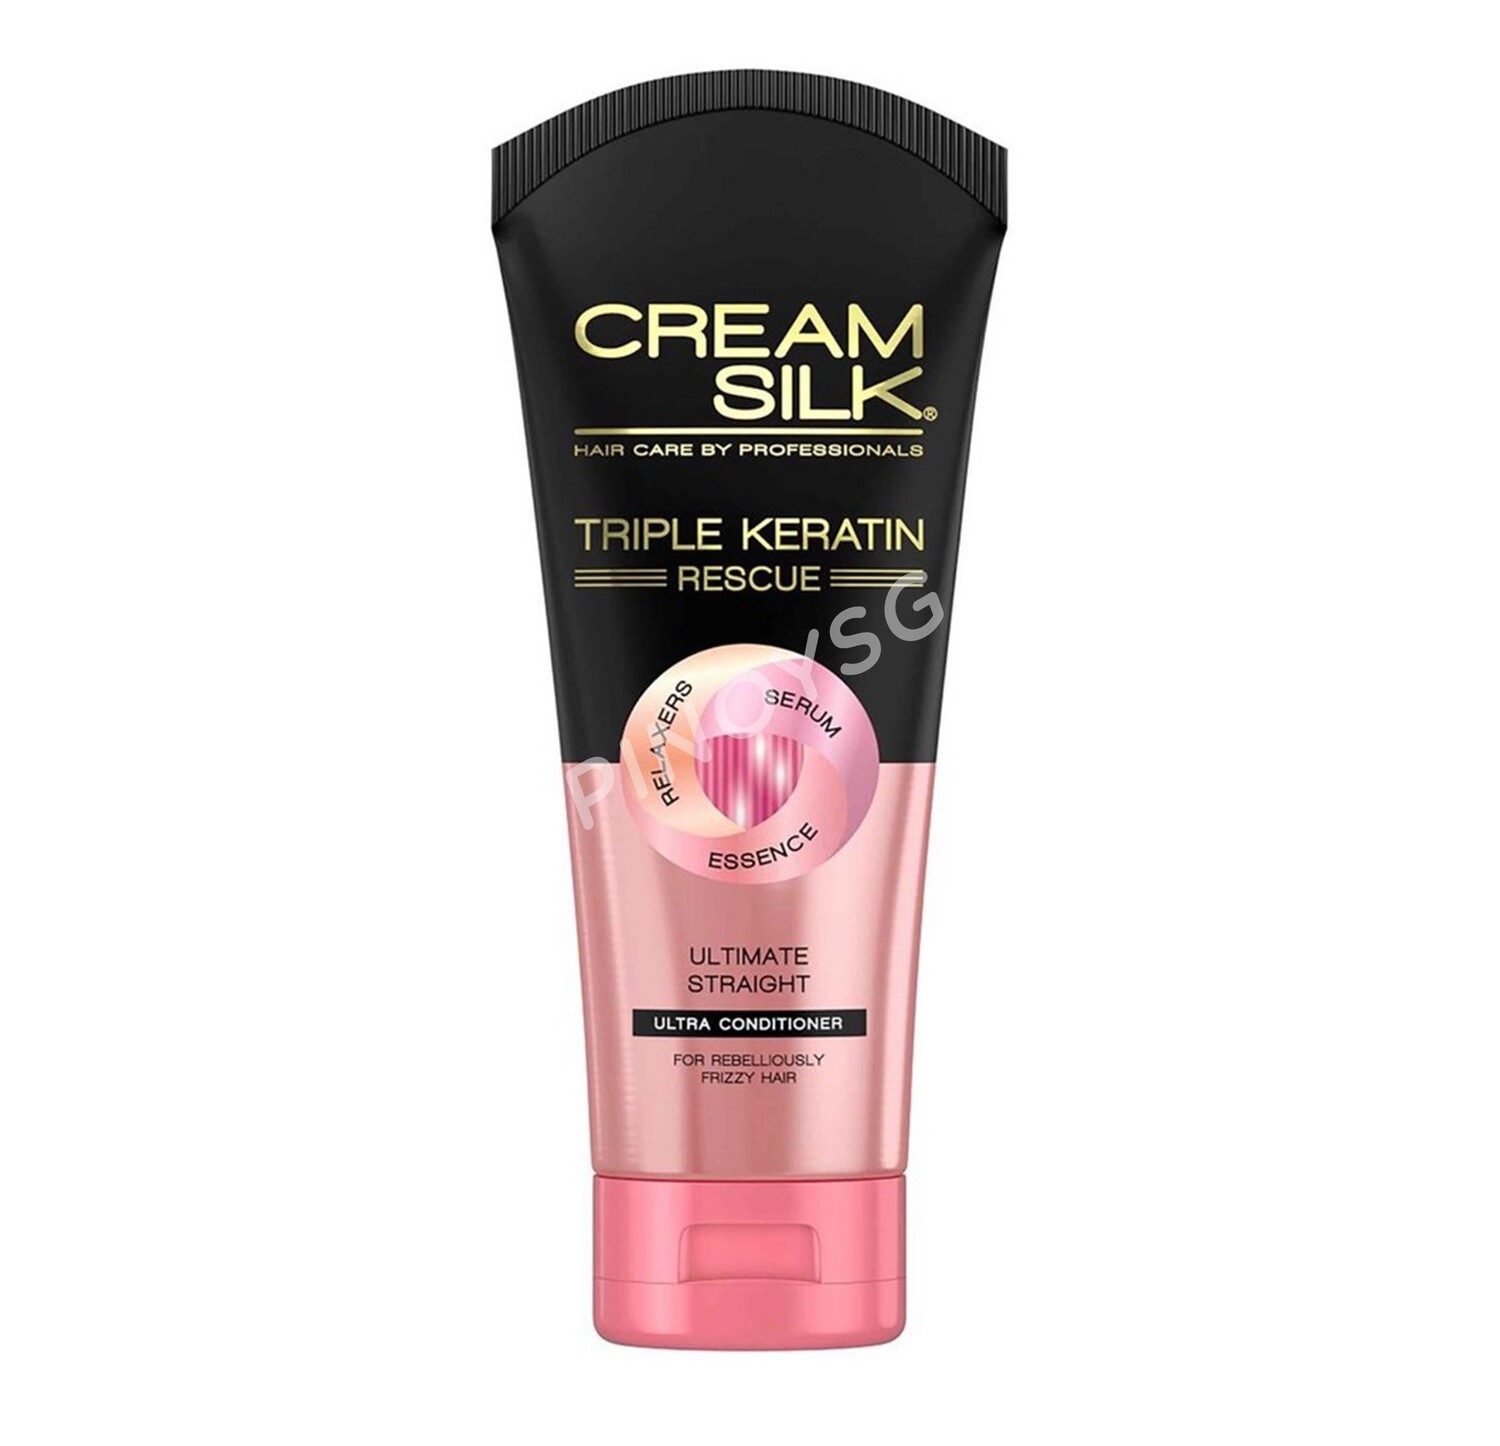 CREAM
SILK®
HAIR CARE BY PROFESSIONALS
TRIPLE KERATIN
RESCUE
RELAXERS
SERUM
ESSENCE
PINOYSG
ULTIMATE
STRAIGHT
ULTRA CONDITIONER
FOR REBELLIOUSLY
FRIZZY HAIR